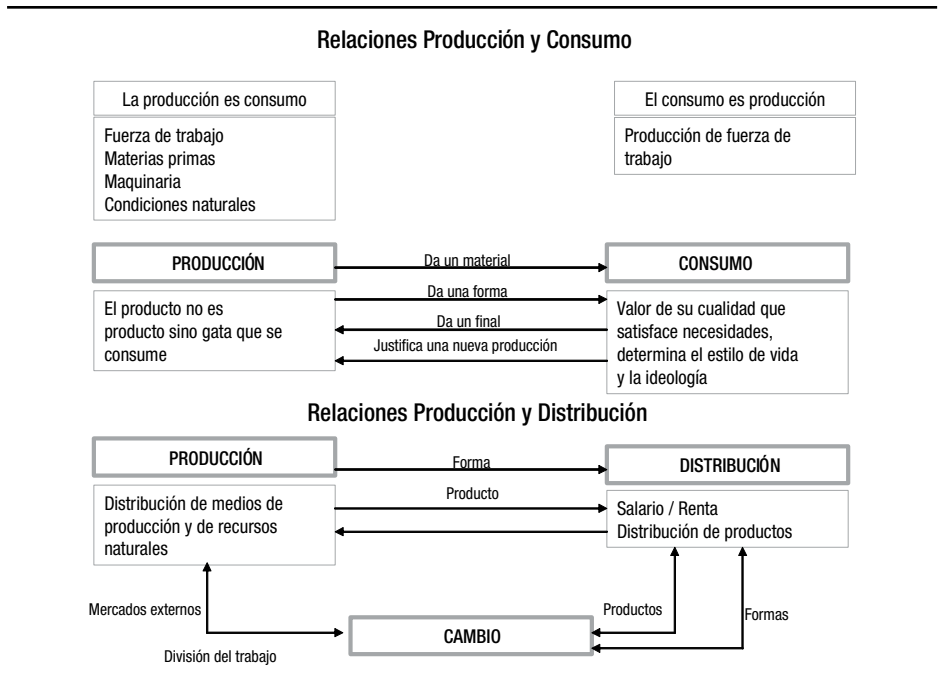 Relaciones Producción y Consumo
La producción es consumo
Fuerza de trabajo
Materias primas
Maquinaria
Condiciones naturales
El consumo es producción
Producción de fuerza de
trabajo
PRODUCCIÓN
Da un material
CONSUMO
El producto no es
producto sino gata que se
consume
Da una forma
Da un final
Justifica una nueva producción
Valor de su cualidad que
satisface necesidades,
determina el estilo de vida
y la ideología
Relaciones Producción y Distribución
PRODUCCIÓN
Forma
DISTRIBUCIÓN
Distribución de medios de
producción y de recursos
naturales
Producto
Salario / Renta
Distribución de productos
Mercados externos
División del trabajo
CAMBIO
Productos
Formas